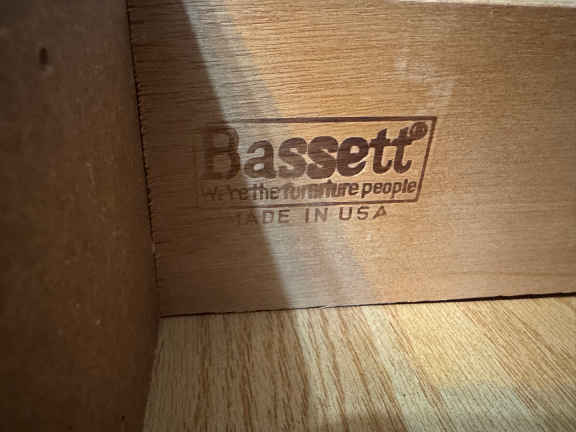 Bassett®
We're the furniture people
MADE IN USA